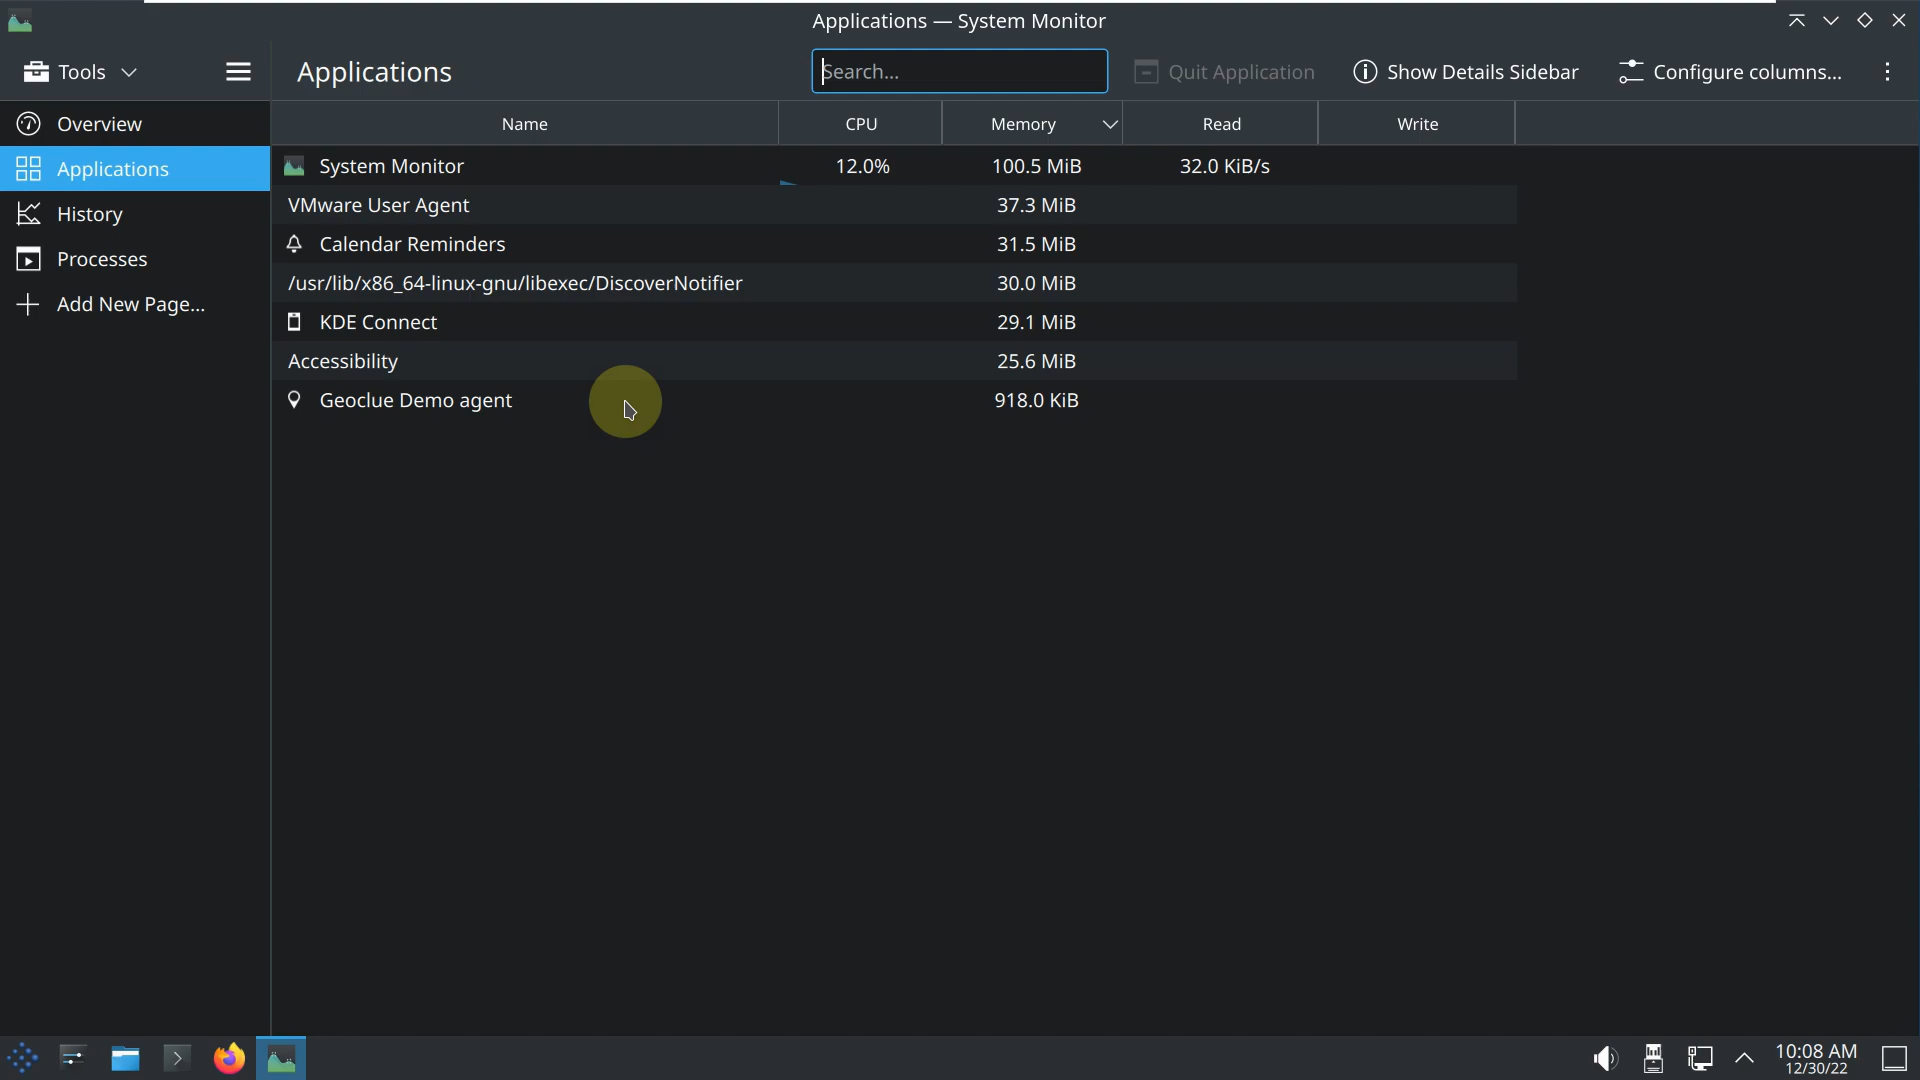 Applications — System Monitor
Tools
Applications
Search...
Quit Application
Show Details Sidebar
Configure columns...
Overview
Applications
History
Processes
Add New Page...
Name CPU Memory Read Write
System Monitor 12.0% 100.5 MiB 32.0 KiB/s
VMware User Agent 37.3 MiB
Calendar Reminders 31.5 MiB
/usr/lib/x86_64-linux-gnu/libexec/DiscoverNotifier 30.0 MiB
KDE Connect 29.1 MiB
Accessibility 25.6 MiB
Geoclue Demo agent 918.0 KiB
10:08 AM
12/30/22